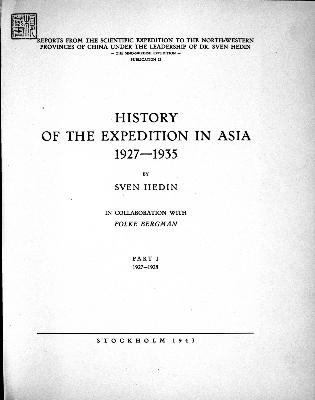 REPORTS FROM THE SCIENTIFIC EXPEDITION TO THE NORTH-WESTERN
PROVINCES OF CHINA UNDER THE LEADERSHIP OF DR. SVEN HEDIN
— THE SINO-SWEDISH EXPEDITION —
PUBLICATION 23
HISTORY
OF THE EXPEDITION IN ASIA
1927—1935
BY
SVEN HEDIN
IN COLLABORATION WITH
FOLKE BERGMAN
PART I
1927—1928
STOCKHOLM 1943